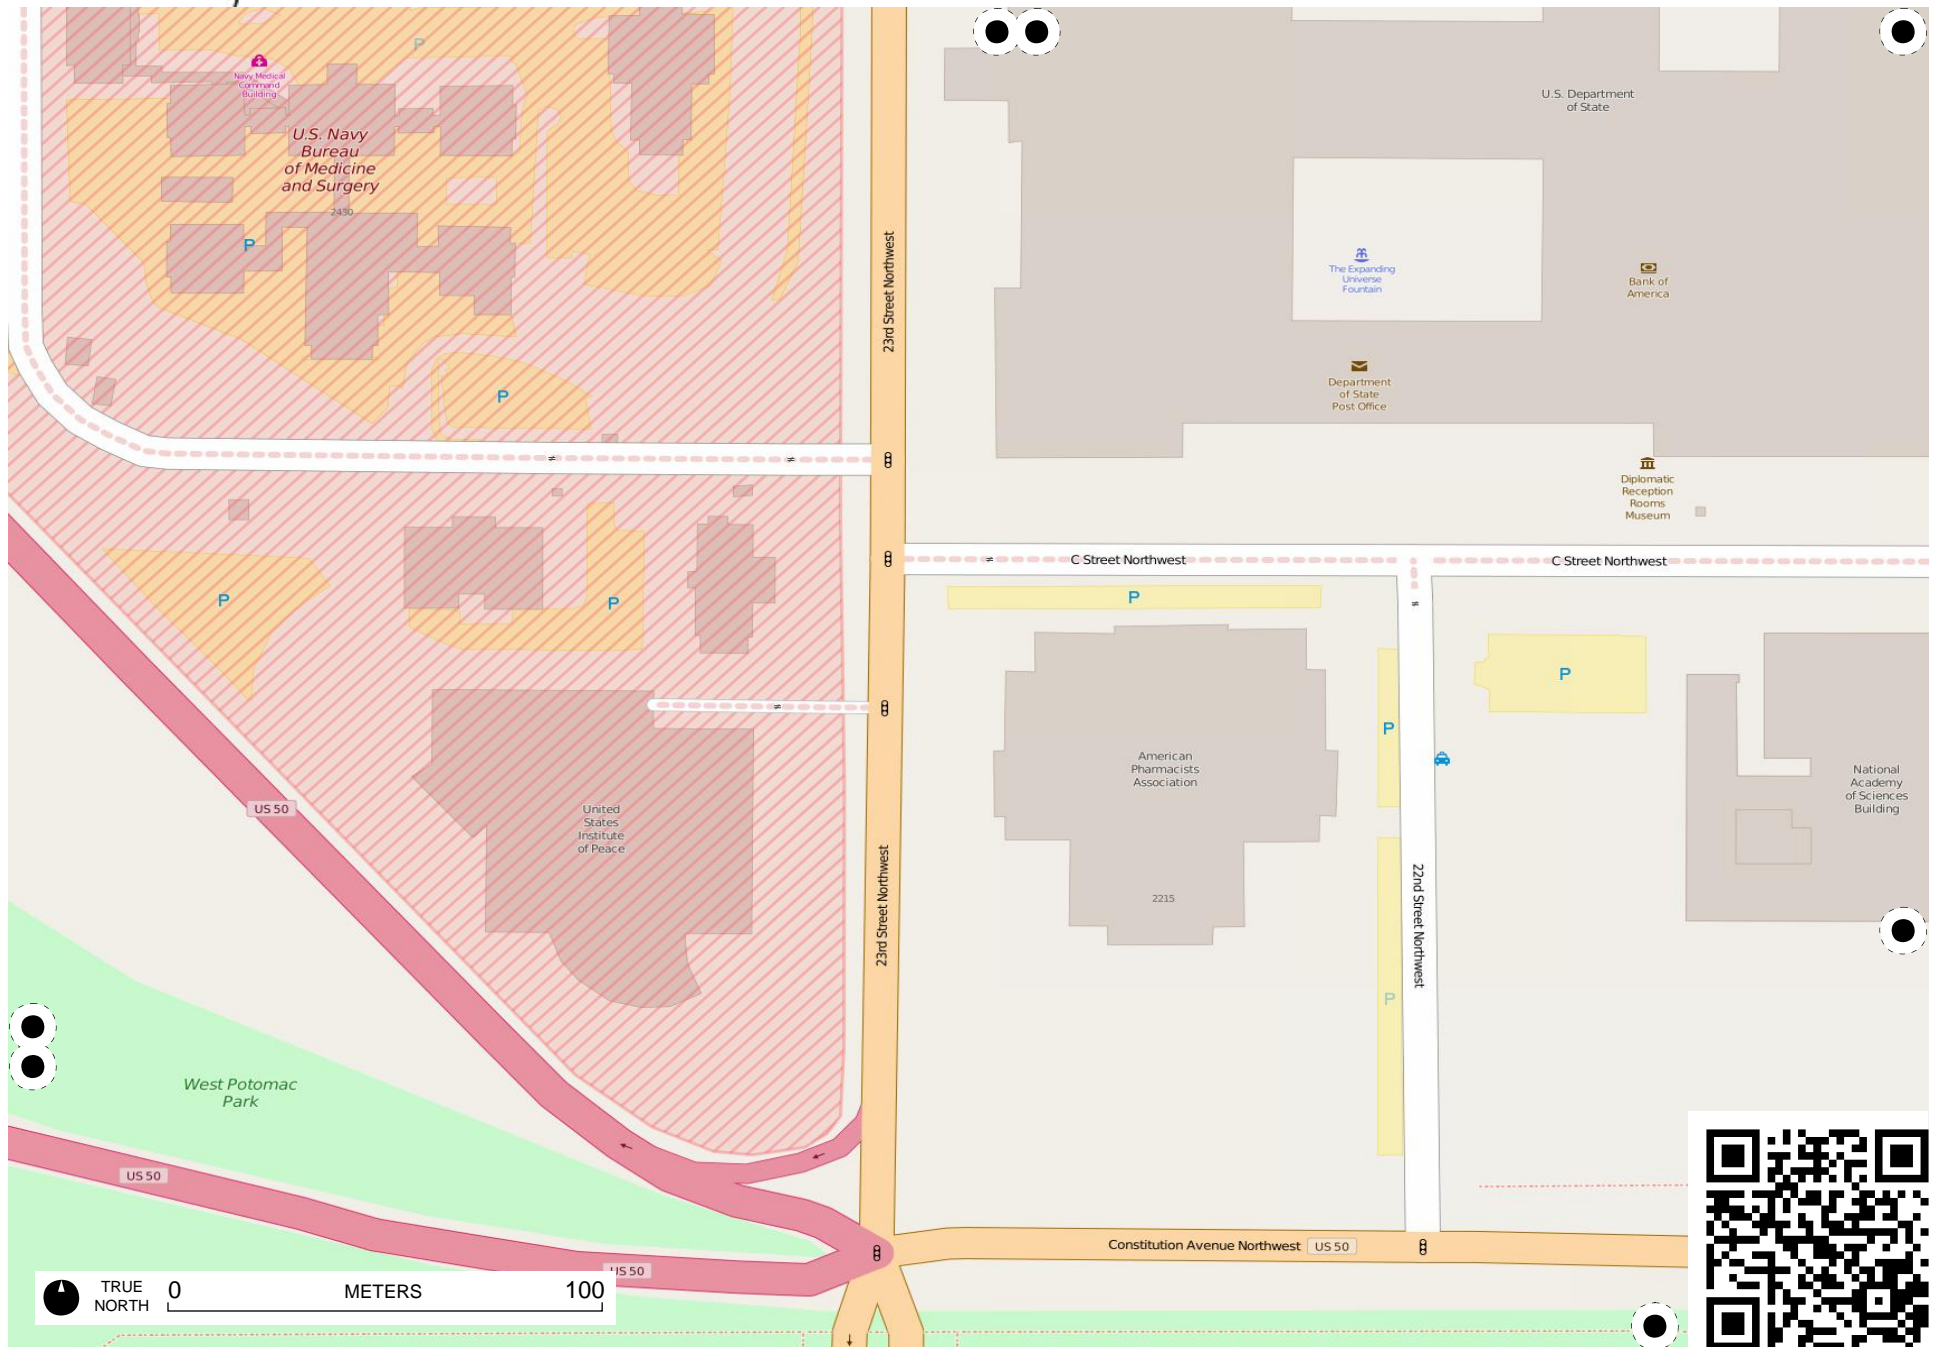 P
Navy Medical
Command
Building
U.S. Navy
Bureau
of Medicine
and Surgery
2430
P
P
23rd Street Northwest
U.S. Department
of State
The Expanding
Universe
Fountain
Bank of
America
Department
of State
Post Office
Diplomatic
Reception
Rooms
Museum
C Street Northwest
C Street Northwest
P
P
P
P
P
American
Pharmacists
Association
National
Academy
of Sciences
Building
US 50
United
States
Institute
of Peace
23rd Street Northwest
22nd Street Northwest
2215
P
West Potomac
Park
US 50
Constitution Avenue Northwest
US 50
US 50
TRUE
NORTH
0
METERS
100